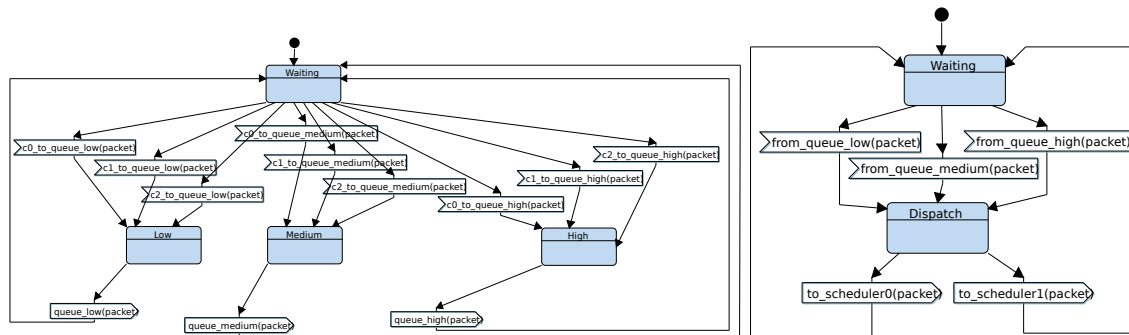 Waiting
c0_to_queue_low(packet)
c1_to_queue_low(packet)
c2_to_queue_low(packet)
c0_to_queue_medium(packet)
c1_to_queue_medium(packet)
c2_to_queue_medium(packet)
c0_to_queue_high(packet)
c1_to_queue_high(packet)
c2_to_queue_high(packet)
Low
Medium
High
queue_low(packet)
queue_medium(packet)
queue_high(packet)
Waiting
from_queue_low(packet)
from_queue_medium(packet)
from_queue_high(packet)
Dispatch
to_scheduler0(packet)
to_scheduler1(packet)